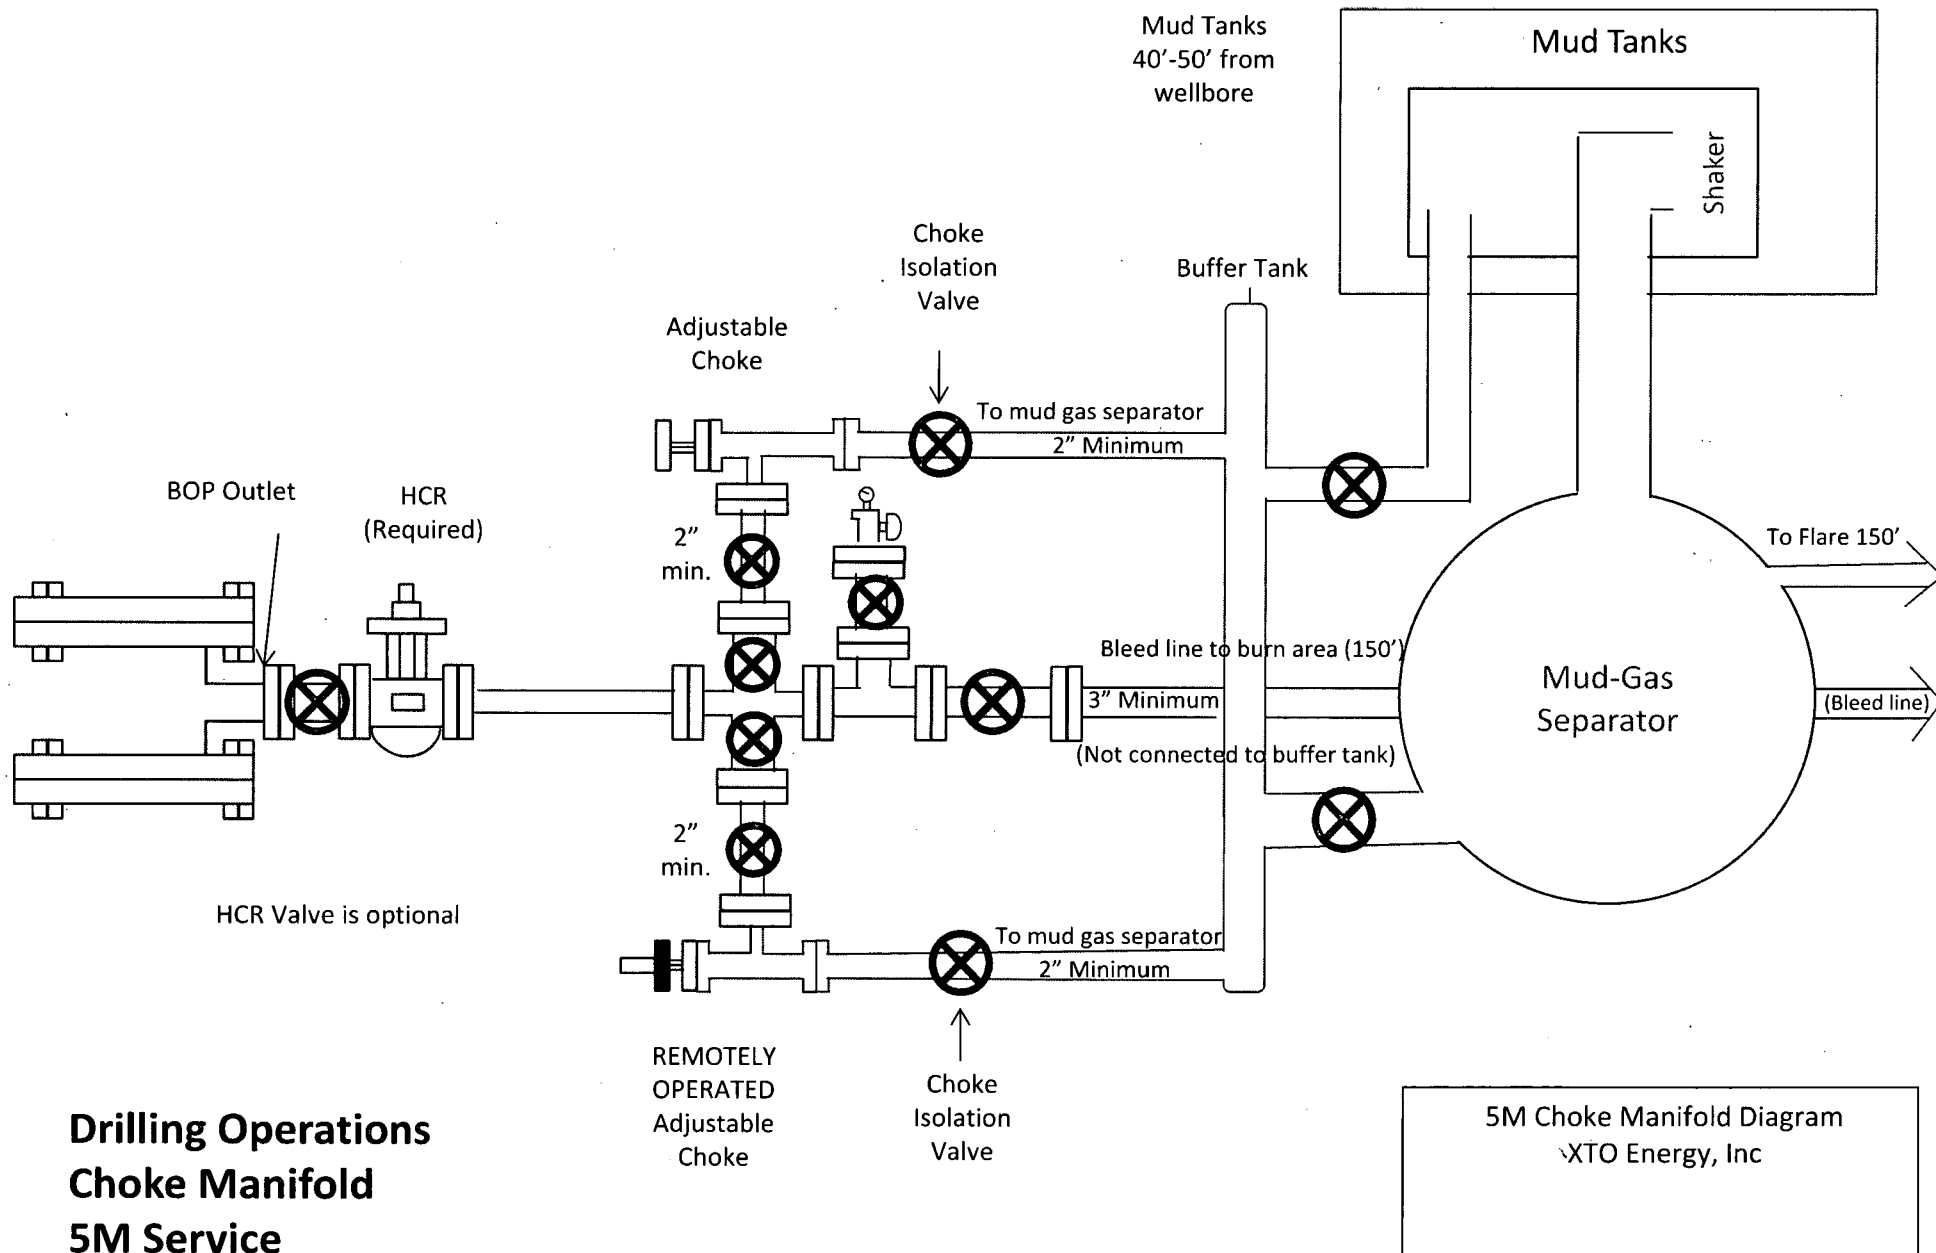 Mud Tanks
40’-50’ from
wellbore
Mud Tanks
Shaker
Choke
Isolation
Valve
Buffer Tank
Adjustable
Choke
To mud gas separator
2” Minimum
BOP Outlet
HCR
(Required)
2”
min.
To Flare 150’
Bleed line to burn area (150’)
3” Minimum
(Not connected to buffer tank)
Mud-Gas
Separator
(Bleed line)
2”
min.
HCR Valve is optional
To mud gas separator
2” Minimum
REMOTELY
OPERATED
Adjustable
Choke
Choke
Isolation
Valve
Drilling Operations
Choke Manifold
5M Service
5M Choke Manifold Diagram
XTO Energy, Inc